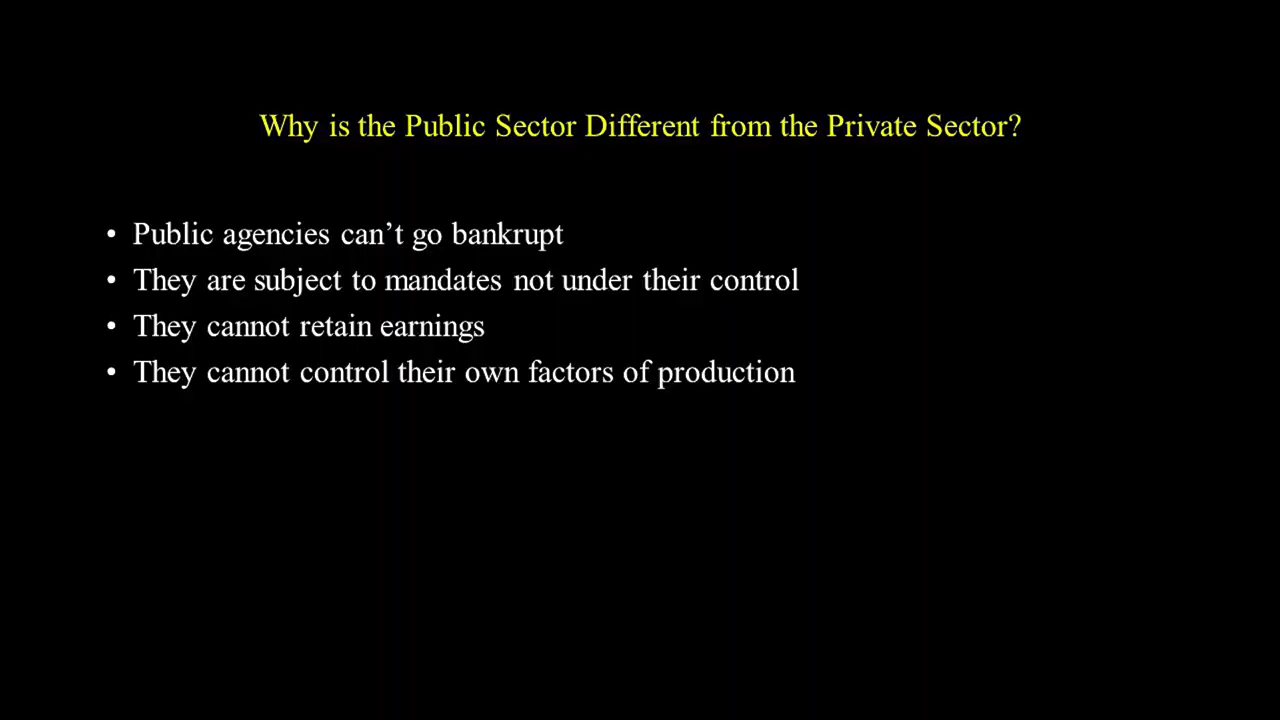 Why is the Public Sector Different from the Private Sector?
• Public agencies can’t go bankrupt
• They are subject to mandates not under their control
• They cannot retain earnings
• They cannot control their own factors of production